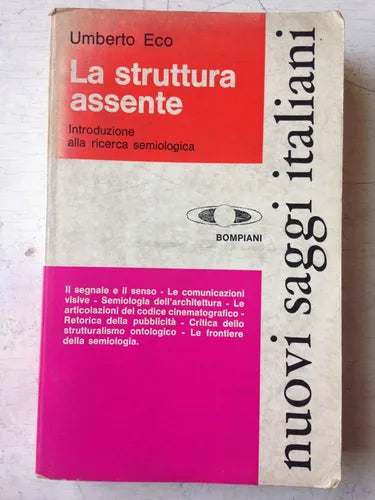 Umberto Eco
La struttura
assente
Introduzione
alla ricerca semiologica
BOMPIANI
nuovi saggi italiani
Il segnale e il senso - Le comunicazioni
visive - Semiologia dell'architettura - Le
articolazioni del codice cinematografico -
Retorica della pubblicità - Critica dello
strutturalismo ontologico - Le frontiere
della semiologia.